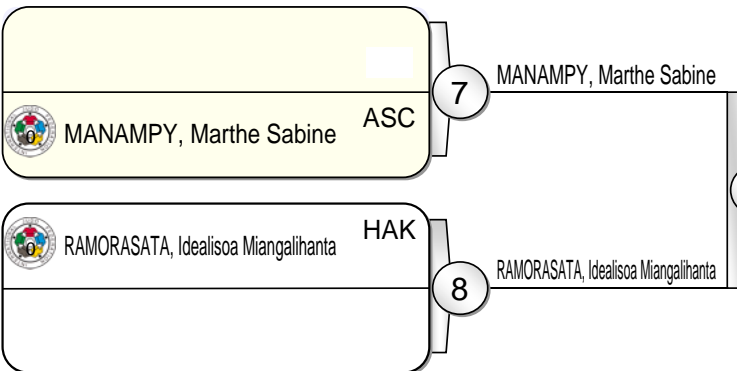 MANAMPY, Marthe Sabine ASC
7
MANAMPY, Marthe Sabine
RAMORASATA, Idealisoa Miangalihanta HAK
8
RAMORASATA, Idealisoa Miangalihanta